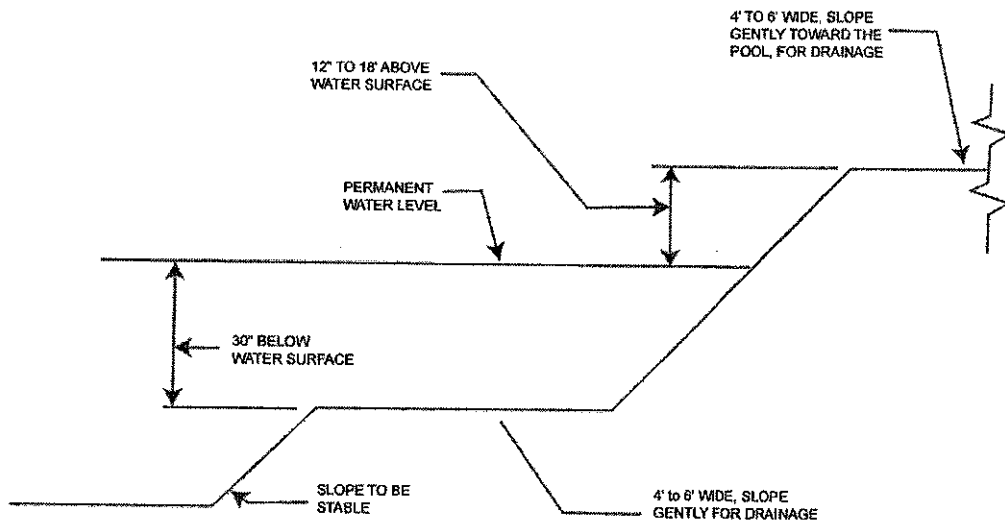 4' TO 6' WIDE, SLOPE
GENTLY TOWARD THE
POOL, FOR DRAINAGE
12" TO 18' ABOVE
WATER SURFACE
PERMANENT
WATER LEVEL
30" BELOW
WATER SURFACE
SLOPE TO BE
STABLE
4' to 6' WIDE, SLOPE
GENTLY FOR DRAINAGE